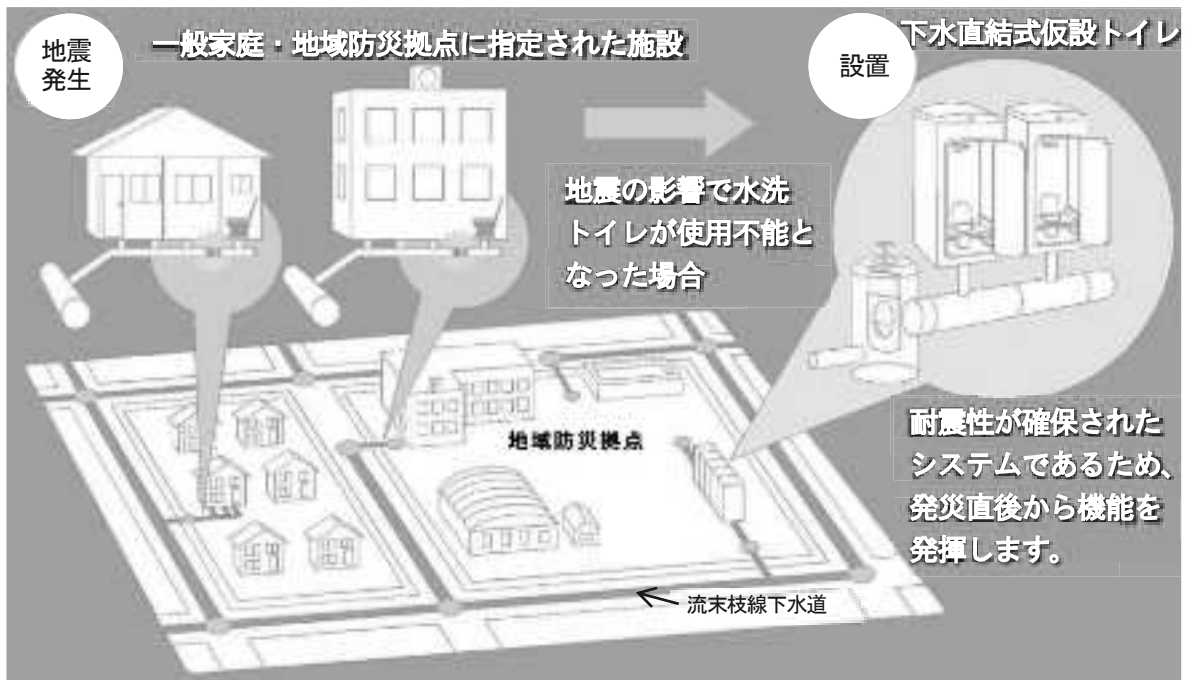 地震
発生
一般家庭・地域防災拠点に指定された施設
設置
下水直結式仮設トイレ
地震の影響で水洗
トイレが使用不能と
なった場合
地域防災拠点
耐震性が確保された
システムであるため、
発災直後から機能を
発揮します。
流末枝線下水道